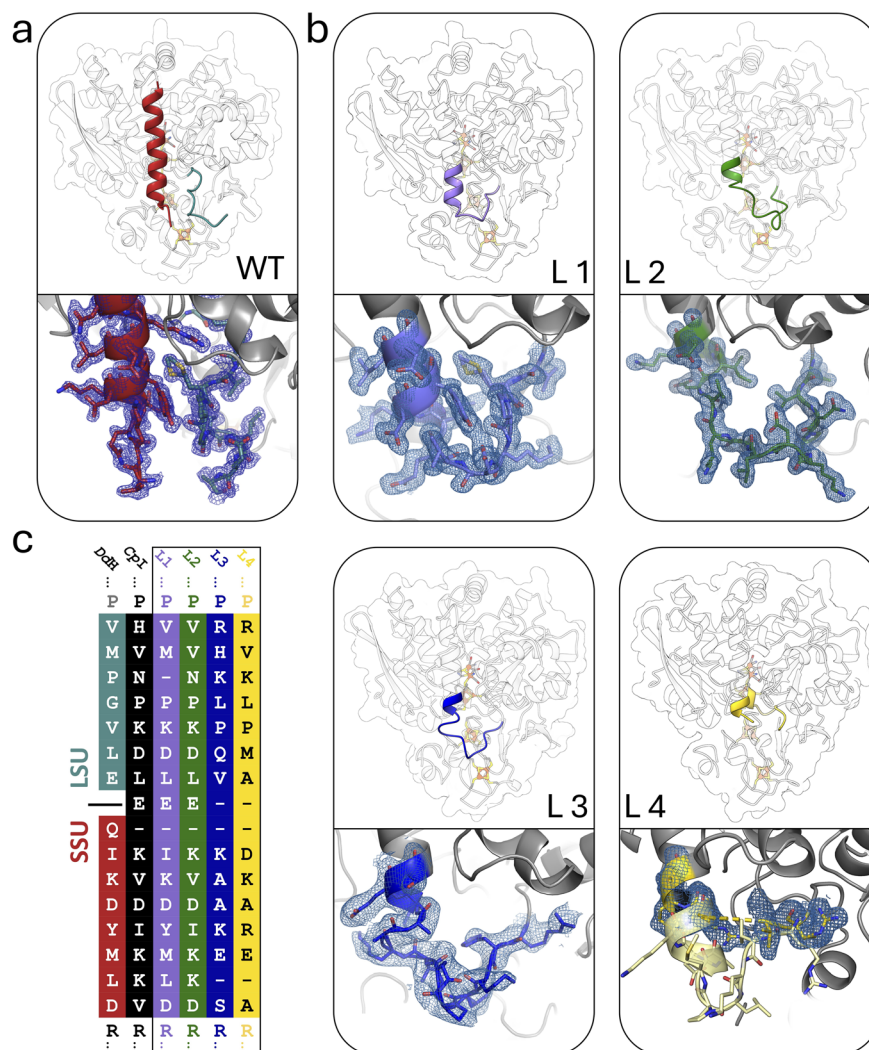 a
b
WT
L 1
L 2
c
DdH CpI L1 L2 L3 L4
⋮ ⋮ ⋮ ⋮ ⋮ ⋮
P P P P P P
V H V V R R
M V M V H V
P N - N K K
G P P P L L
V K K K P P
L D D D Q M
E L L L V A
E E E - -
Q - - - - -
I K I K K D
K V K V A K
D D D D A A
Y I Y I K R
M K M K E E
L K L K - -
D V D D S A
R R R R R R
⋮ ⋮ ⋮ ⋮ ⋮
LSU
SSU
L 3
L 4